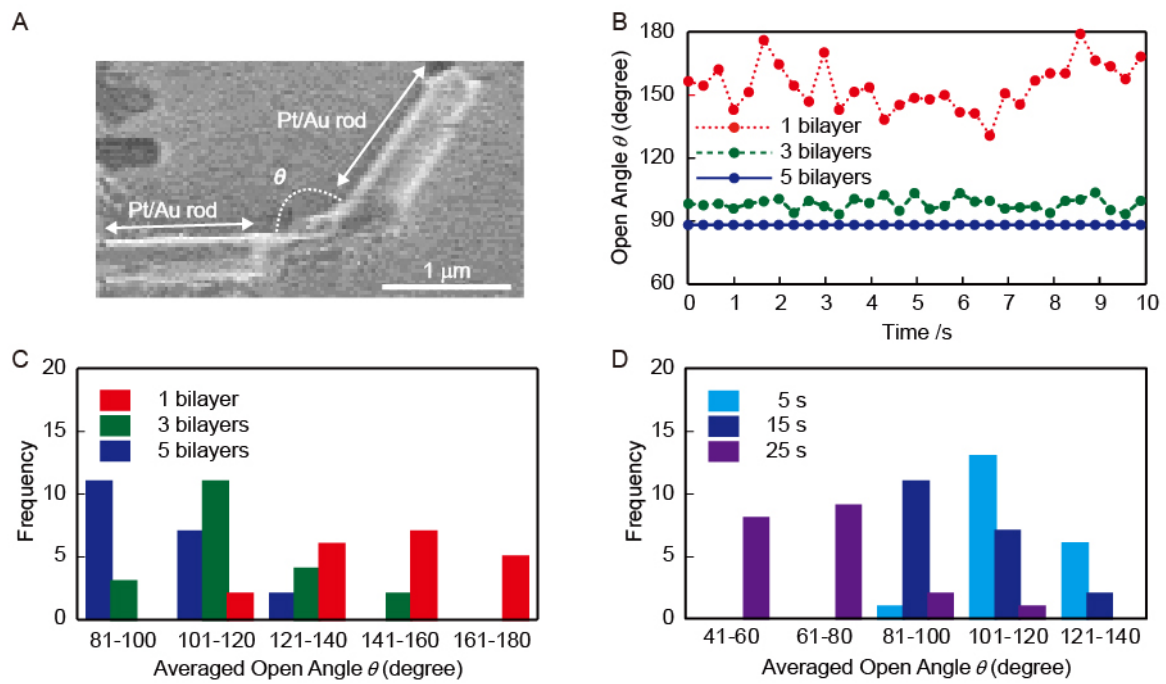 A
Pt/Au rod
θ
Pt/Au rod
1 μm
B
180
150
120
90
60
Open Angle θ (degree)
1 bilayer
3 bilayers
5 bilayers
0 1 2 3 4 5 6 7 8 9 10
Time /s
C
20
15
10
5
0
Frequency
1 bilayer
3 bilayers
5 bilayers
81-100 101-120 121-140 141-160 161-180
Averaged Open Angle θ (degree)
D
20
15
10
5
0
Frequency
5 s
15 s
25 s
41-60 61-80 81-100 101-120 121-140
Averaged Open Angle θ (degree)